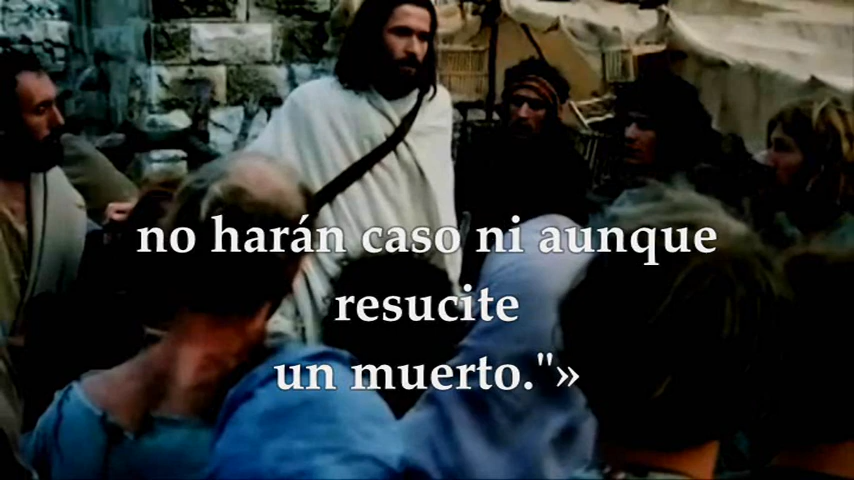 no harán caso ni aunque
resucite
un muerto."»